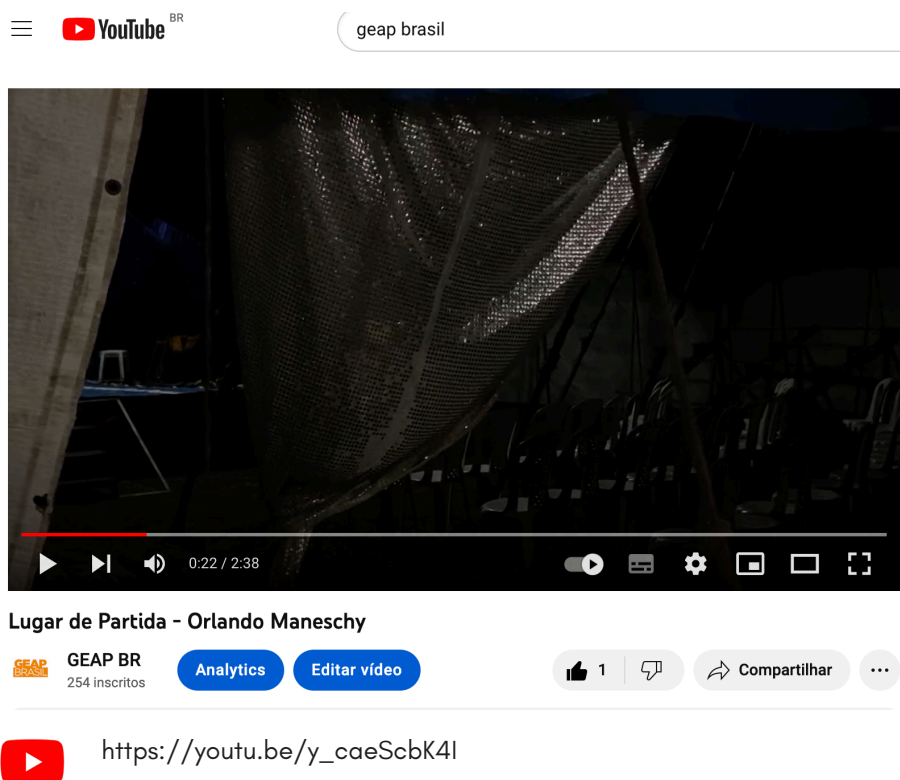 YouTube BR
geap brasil
0:22 / 2:38
Lugar de Partida - Orlando Maneschy
GEAP BRASIL
GEAP BR
254 inscritos
Analytics
Editar vídeo
1
Compartilhar
https://youtu.be/y_caeScbK4I